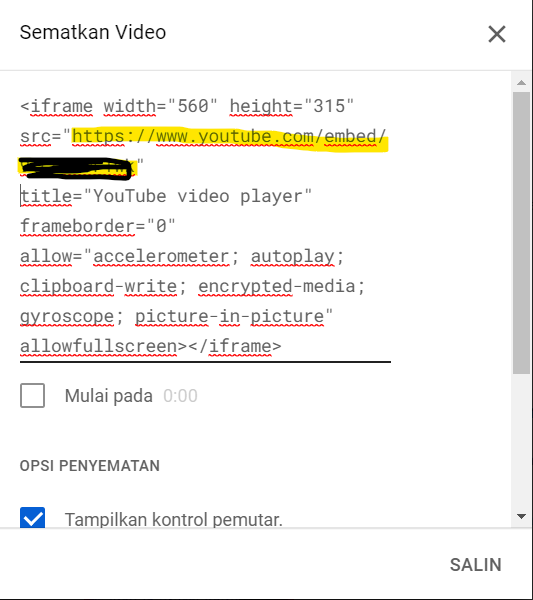 Sematkan Video
<iframe width="560" height="315"
src="https://www.youtube.com/embed/
"
title="YouTube video player"
frameborder="0"
allow="accelerometer; autoplay;
clipboard-write; encrypted-media;
gyroscope; picture-in-picture"
allowfullscreen></iframe>
Mulai pada 0:00
OPSI PENYEMATAN
Tampilkan kontrol pemutar.
SALIN